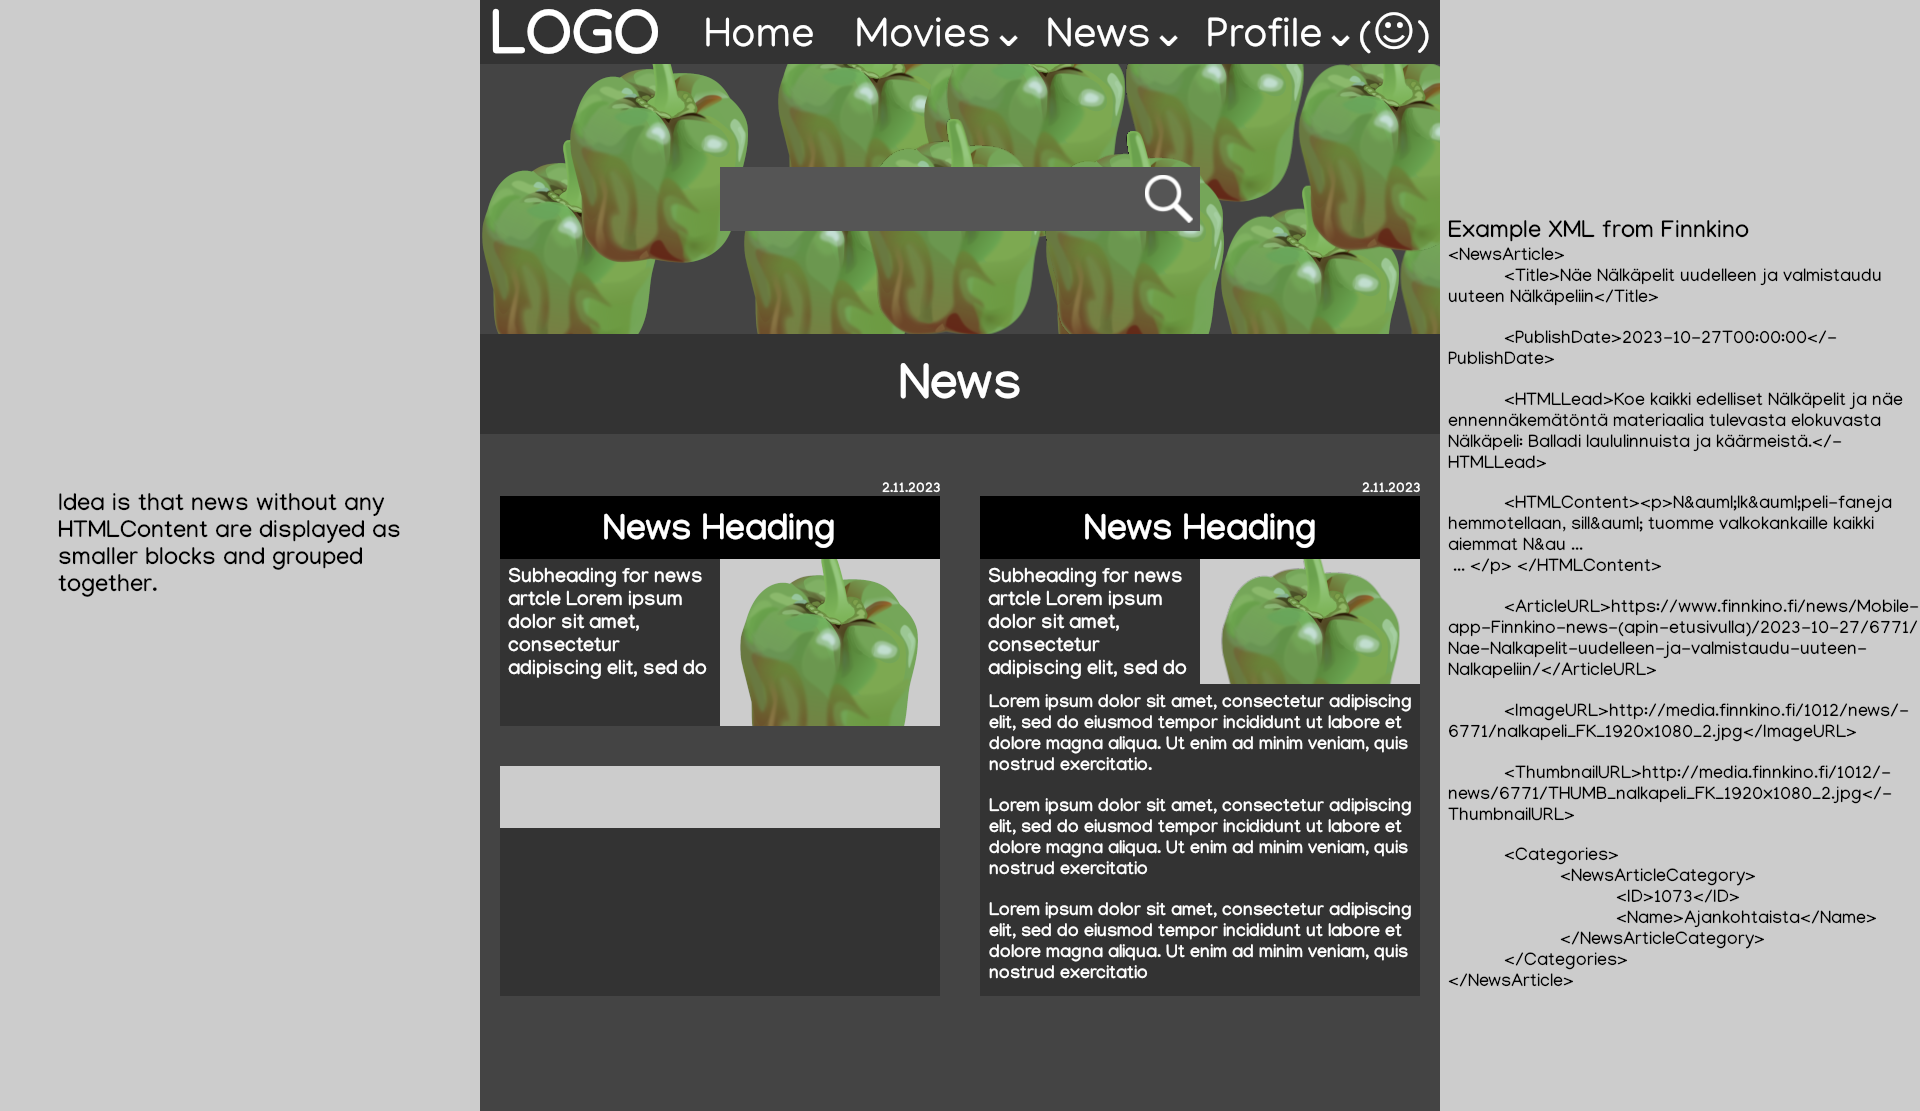 LOGO Home Movies News Profile ( )
Idea is that news without any
HTMLContent are displayed as
smaller blocks and grouped
together.
News
2.11.2023
News Heading
Subheading for news
artcle Lorem ipsum
dolor sit amet,
consectetur
adipiscing elit, sed do
2.11.2023
News Heading
Subheading for news
artcle Lorem ipsum
dolor sit amet,
consectetur
adipiscing elit, sed do
Lorem ipsum dolor sit amet, consectetur adipiscing
elit, sed do eiusmod tempor incididunt ut labore et
dolore magna aliqua. Ut enim ad minim veniam, quis
nostrud exercitatio.
Lorem ipsum dolor sit amet, consectetur adipiscing
elit, sed do eiusmod tempor incididunt ut labore et
dolore magna aliqua. Ut enim ad minim veniam, quis
nostrud exercitatio
Lorem ipsum dolor sit amet, consectetur adipiscing
elit, sed do eiusmod tempor incididunt ut labore et
dolore magna aliqua. Ut enim ad minim veniam, quis
nostrud exercitatio
Example XML from Finnkino
<NewsArticle>
<Title>Näe Nälkäpelit uudelleen ja valmistaudu
uuteen Nälkäpeliin</Title>
<PublishDate>2023-10-27T00:00:00</-
PublishDate>
<HTMLLead>Koe kaikki edelliset Nälkäpelit ja näe
ennennäkemätöntä materiaalia tulevasta elokuvasta
Nälkäpeli: Balladi laululinnuista ja käärmeistä.</-
HTMLLead>
<HTMLContent><p>N&auml;lk&auml;peli-faneja
hemmotellaan, sill&auml; tuomme valkokankaille kaikki
aiemmat N&au ...
... </p> </HTMLContent>
<ArticleURL>https://www.finnkino.fi/news/Mobile-
app-Finnkino-news-(apin-etusivulla)/2023-10-27/6771/
Nae-Nalkapelit-uudelleen-ja-valmistaudu-uuteen-
Nalkapeliin/</ArticleURL>
<ImageURL>http://media.finnkino.fi/1012/news/-
6771/nalkapeli_FK_1920x1080_2.jpg</ImageURL>
<ThumbnailURL>http://media.finnkino.fi/1012/-
news/6771/THUMB_nalkapeli_FK_1920x1080_2.jpg</-
ThumbnailURL>
<Categories>
<NewsArticleCategory>
<ID>1073</ID>
<Name>Ajankohtaista</Name>
</NewsArticleCategory>
</Categories>
</NewsArticle>